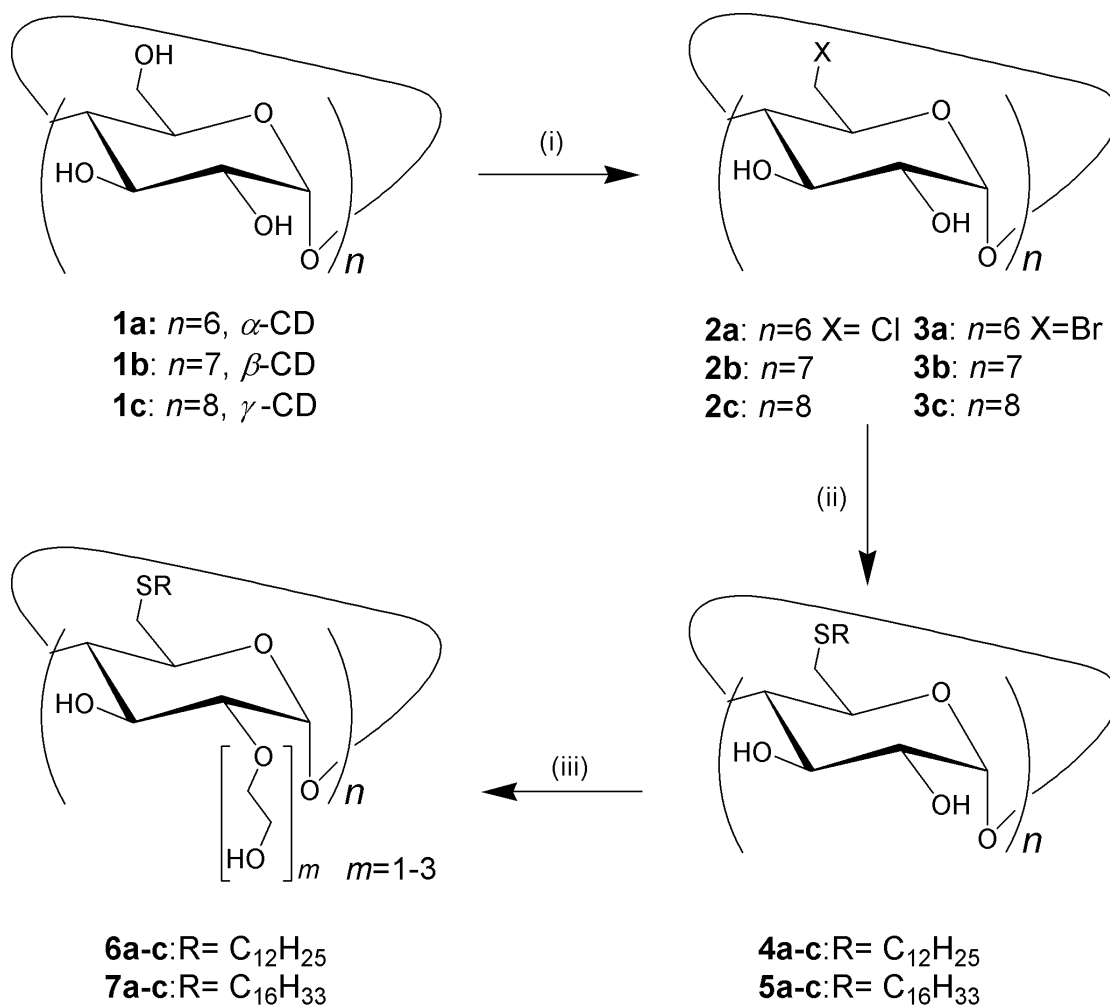 OH
O
HO
OH
O
n
1a: n=6, α-CD
1b: n=7, β-CD
1c: n=8, γ-CD
(i)
X
O
HO
OH
O
n
2a: n=6 X= Cl 3a: n=6 X=Br
2b: n=7 3b: n=7
2c: n=8 3c: n=8
(ii)
SR
O
HO
O
O
n
HO
m m=1-3
6a-c:R= C₁₂H₂₅
7a-c:R= C₁₆H₃₃
(iii)
SR
O
HO
OH
O
n
4a-c:R= C₁₂H₂₅
5a-c:R= C₁₆H₃₃